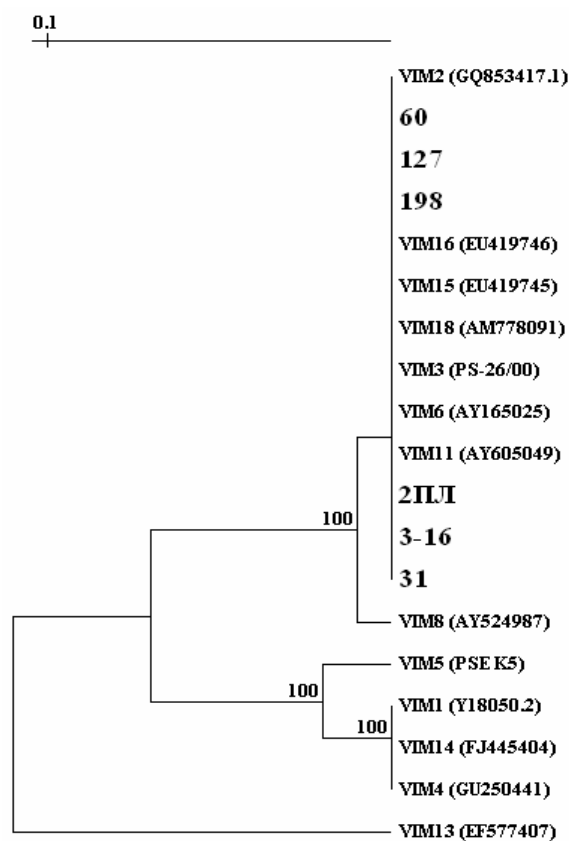 0.1
VIM2 (GQ853417.1)
60
127
198
VIM16 (EU419746)
VIM15 (EU419745)
VIM18 (AM778091)
VIM3 (PS-26/00)
VIM6 (AY165025)
VIM11 (AY605049)
2ПЛ
100
3-16
31
VIM8 (AY524987)
VIM5 (PSE K5)
100
VIM1 (Y18050.2)
100
VIM14 (FJ445404)
VIM4 (GU250441)
VIM13 (EF577407)